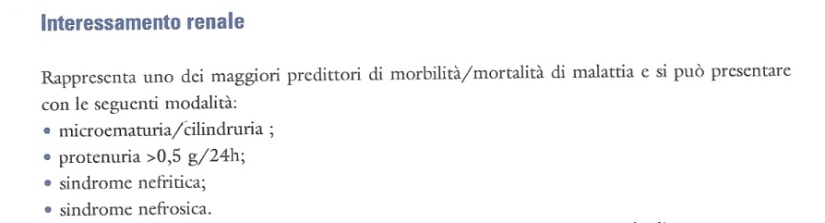 Interessamento renale
Rappresenta uno dei maggiori predittori di morbilità/mortalità di malattia e si può presentare
con le seguenti modalità:
• microematuria/cilindruria ;
• protenuria >0,5 g/24h;
• sindrome nefritica;
• sindrome nefrosica.